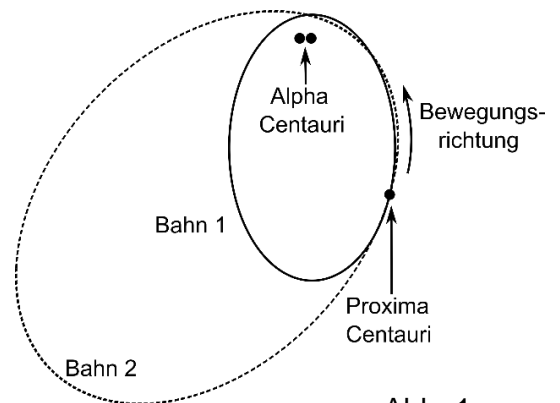 Alpha
Centauri
Bewegungs-
richtung
Bahn 1
Proxima
Centauri
Bahn 2